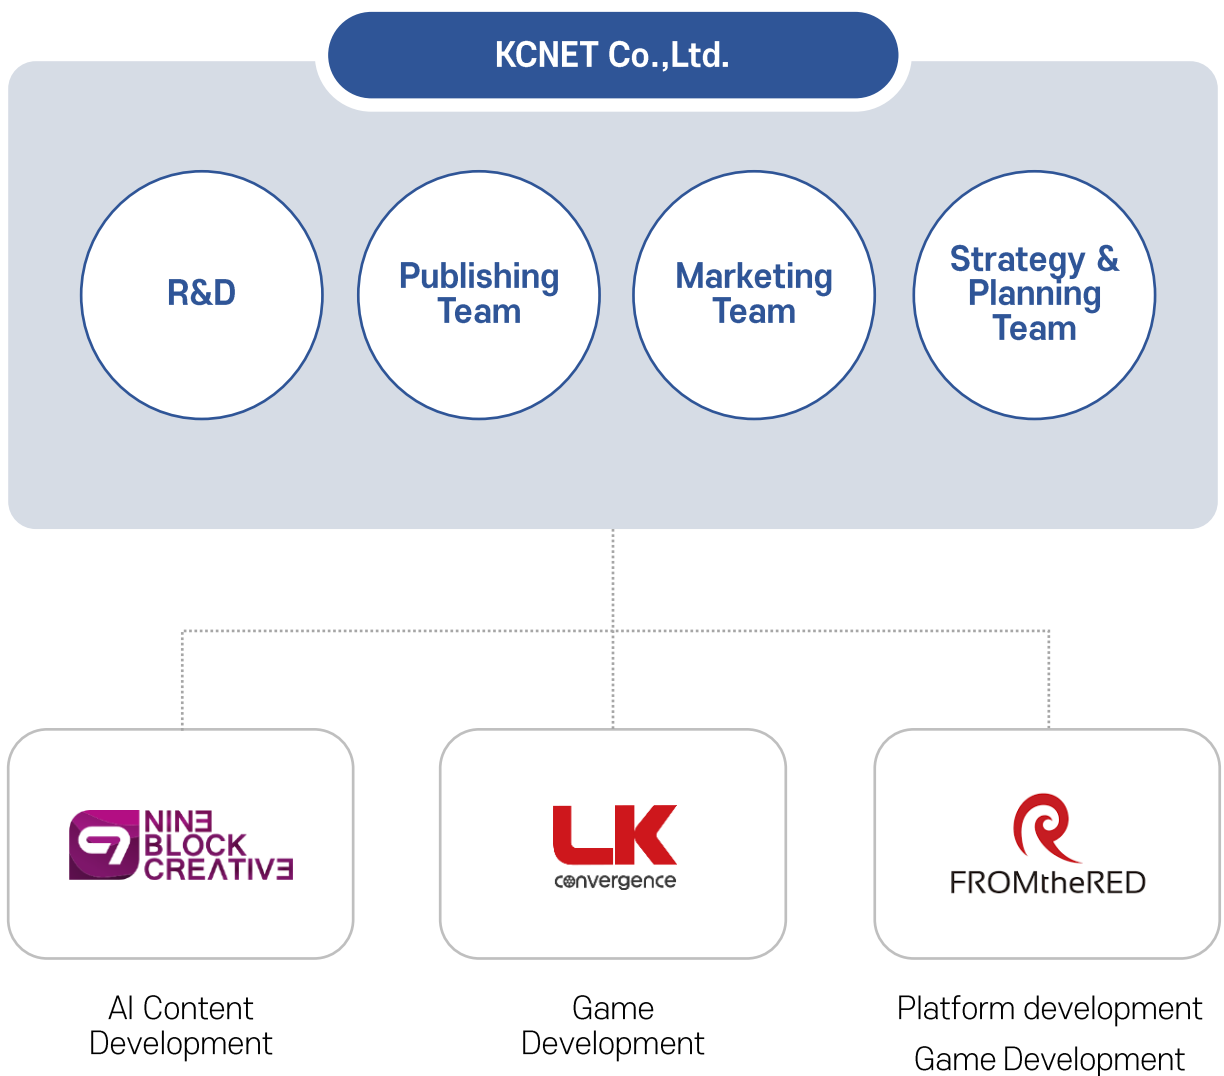 KCNET Co.,Ltd.
R&D
Publishing
Team
Marketing
Team
Strategy &
Planning
Team
NINE
BLOCK
CREATIVE
LK
convergence
FROMtheRED
AI Content
Development
Game
Development
Platform development
Game Development